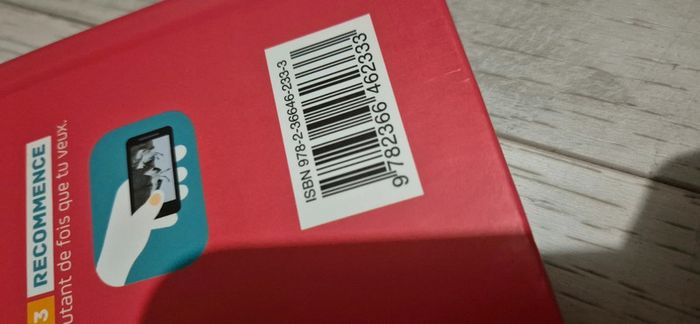 3 RECOMMENCE
utant de fois que tu veux.
ISBN 978-2-36646-233-3
9 782366 462333